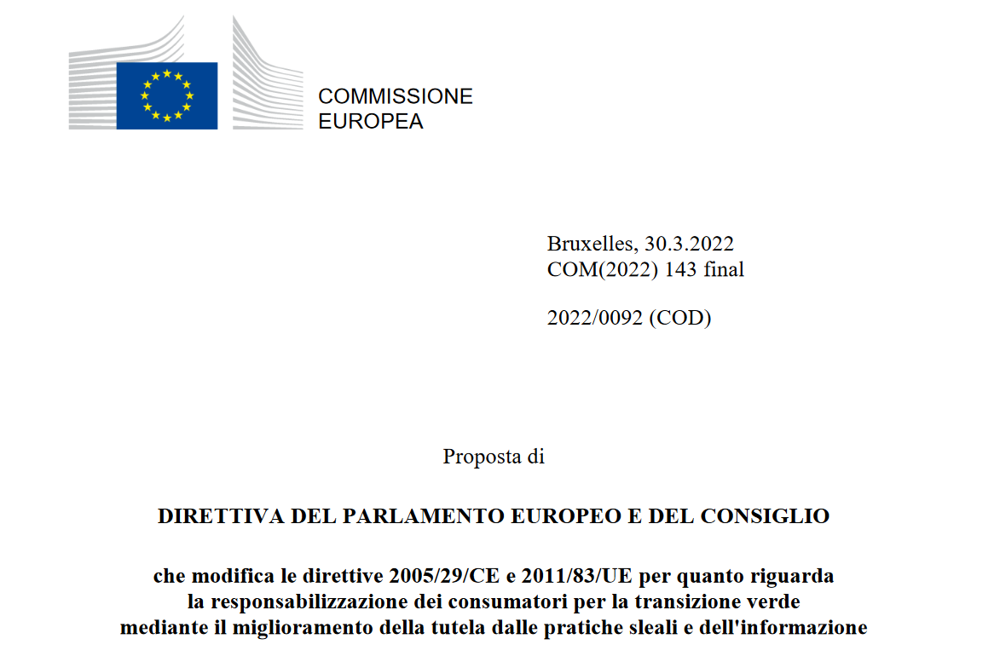 COMMISSIONE
EUROPEA
Bruxelles, 30.3.2022
COM(2022) 143 final
2022/0092 (COD)
Proposta di
DIRETTIVA DEL PARLAMENTO EUROPEO E DEL CONSIGLIO
che modifica le direttive 2005/29/CE e 2011/83/UE per quanto riguarda
la responsabilizzazione dei consumatori per la transizione verde
mediante il miglioramento della tutela dalle pratiche sleali e dell'informazione